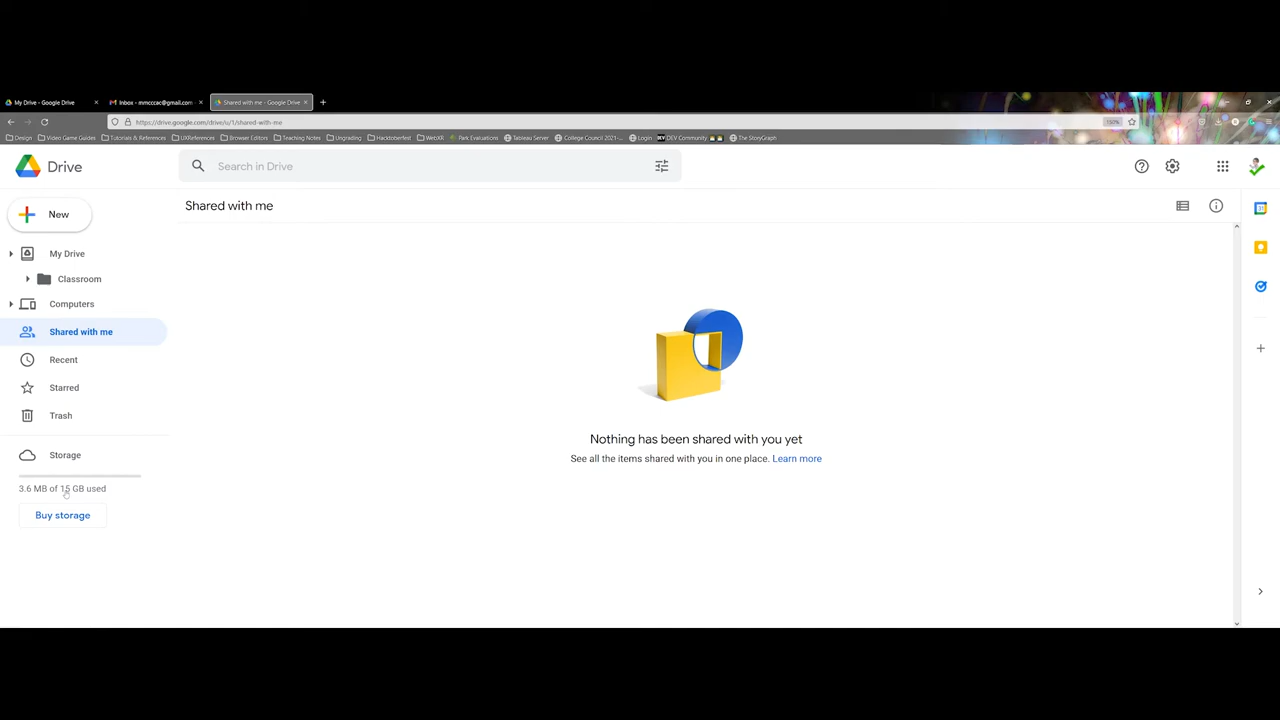 My Drive - Google Drive
Inbox - mmcccac@gmail.com
Shared with me - Google Drive
https://drive.google.com/drive/u/1/shared-with-me
150%
Design
Video Game Guides
Tutorials & References
UXReferences
Browser Editors
Teaching Notes
Ungrading
Hacktoberfest
WebXR
Park Evaluations
Tableau Server
College Council 2021-...
Login
DEV Community
The StoryGraph
Drive
Search in Drive
New
Shared with me
My Drive
Classroom
Computers
Shared with me
Recent
Starred
Trash
Storage
3.6 MB of 15 GB used
Buy storage
Nothing has been shared with you yet
See all the items shared with you in one place. Learn more